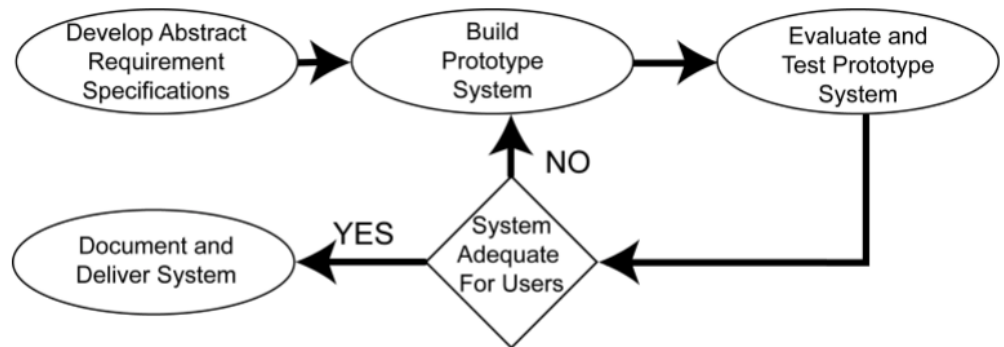 Develop Abstract
Requirement
Specifications
Build
Prototype
System
Evaluate and
Test Prototype
System
NO
System
Adequate
For Users
YES
Document and
Deliver System